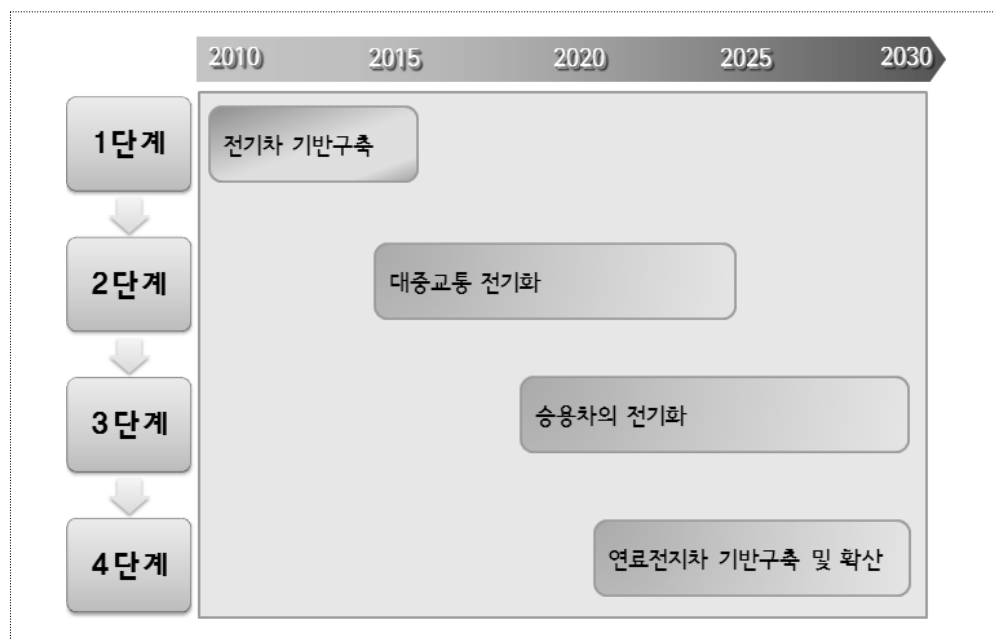 2010 2015 2020 2025 2030
1단계
전기차 기반구축
2단계
대중교통 전기화
3단계
승용차의 전기화
4단계
연료전지차 기반구축 및 확산